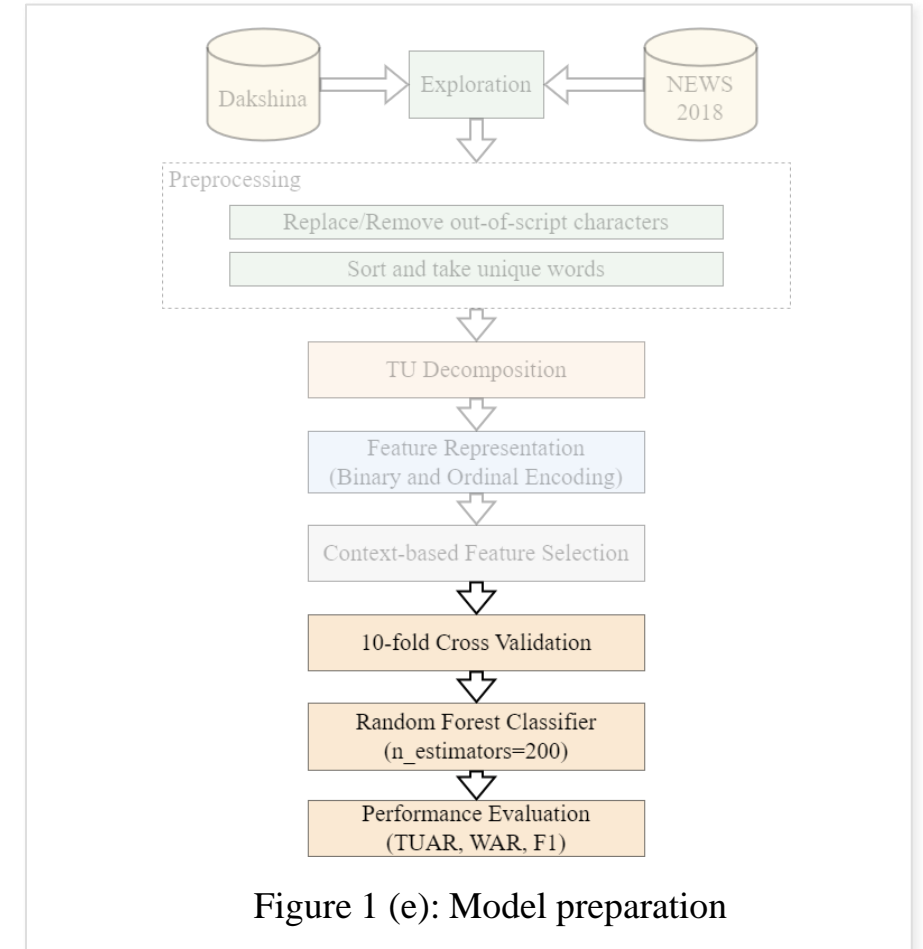 Dakshina
Exploration
NEWS
2018
Preprocessing
Replace/Remove out-of-script characters
Sort and take unique words
TU Decomposition
Feature Representation
(Binary and Ordinal Encoding)
Context-based Feature Selection
10-fold Cross Validation
Random Forest Classifier
(n_estimators=200)
Performance Evaluation
(TUAR, WAR, F1)
Figure 1 (e): Model preparation